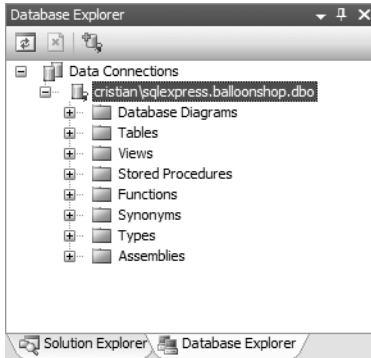 Database Explorer
Data Connections
cristian\sqlexpress.balloonshop.dbo
Database Diagrams
Tables
Views
Stored Procedures
Functions
Synonyms
Types
Assemblies
Solution Explorer Database Explorer